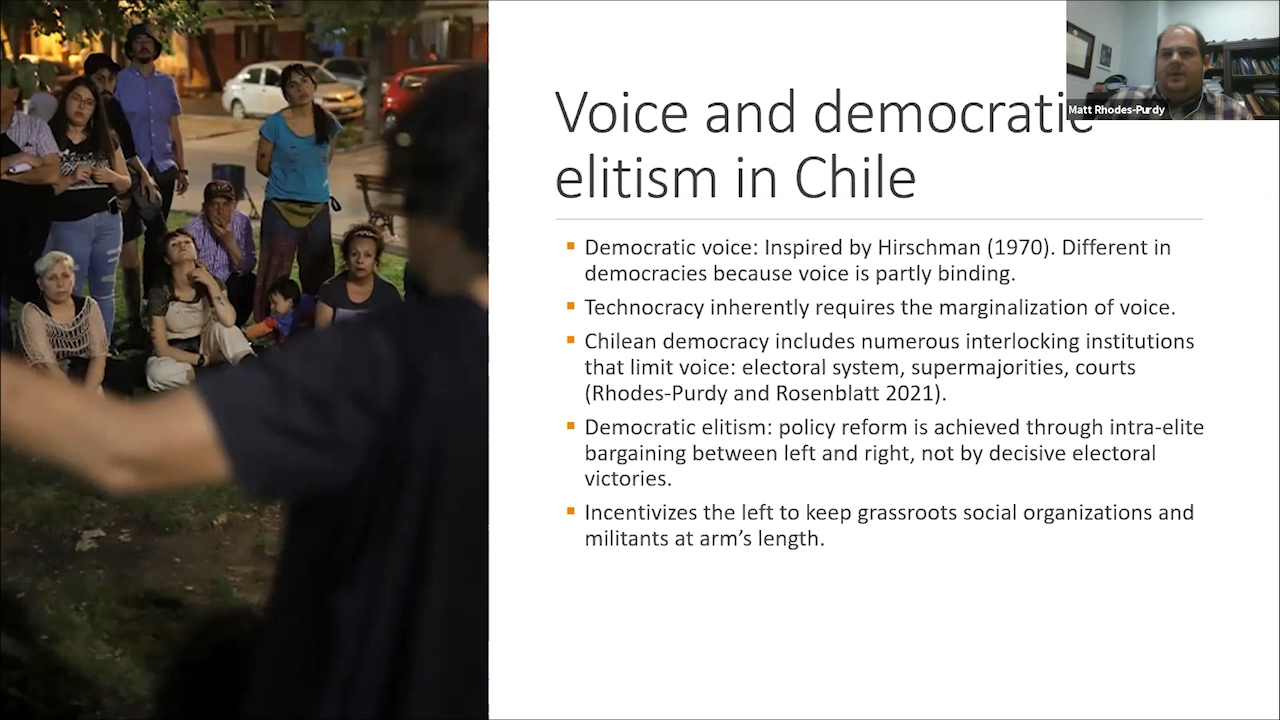 Matt Rhodes-Purdy
Voice and democratic
elitism in Chile
Democratic voice: Inspired by Hirschman (1970). Different in
democracies because voice is partly binding.
Technocracy inherently requires the marginalization of voice.
Chilean democracy includes numerous interlocking institutions
that limit voice: electoral system, supermajorities, courts
(Rhodes-Purdy and Rosenblatt 2021).
Democratic elitism: policy reform is achieved through intra-elite
bargaining between left and right, not by decisive electoral
victories.
Incentivizes the left to keep grassroots social organizations and
militants at arm’s length.